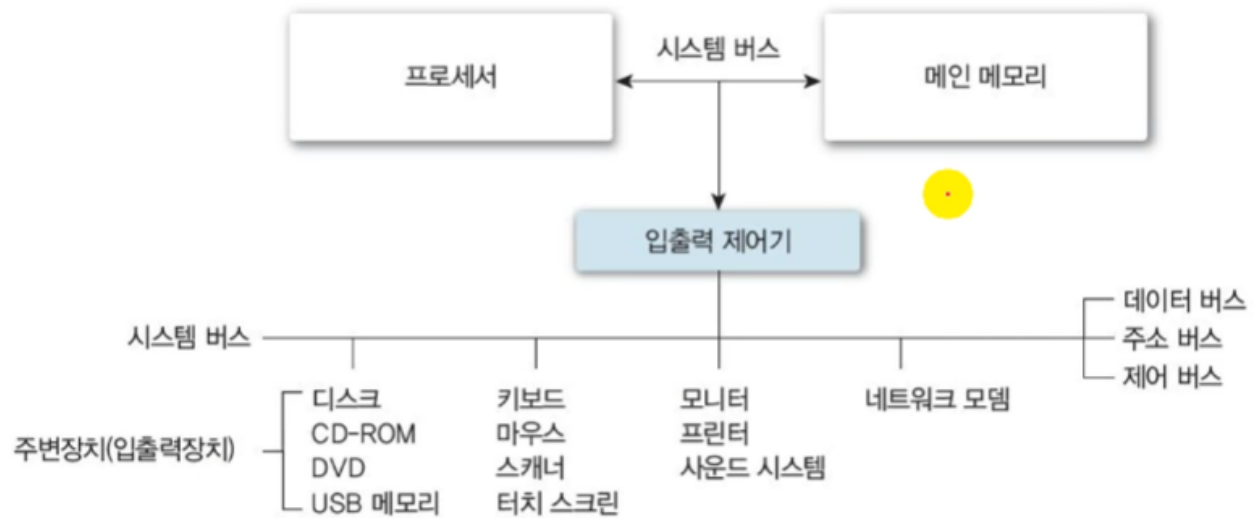 시스템 버스
프로세서
메인 메모리
입출력 제어기
시스템 버스
데이터 버스
주소 버스
제어 버스
주변장치(입출력장치)
디스크
CD-ROM
DVD
USB 메모리
키보드
마우스
스캐너
터치 스크린
모니터
프린터
사운드 시스템
네트워크 모뎀